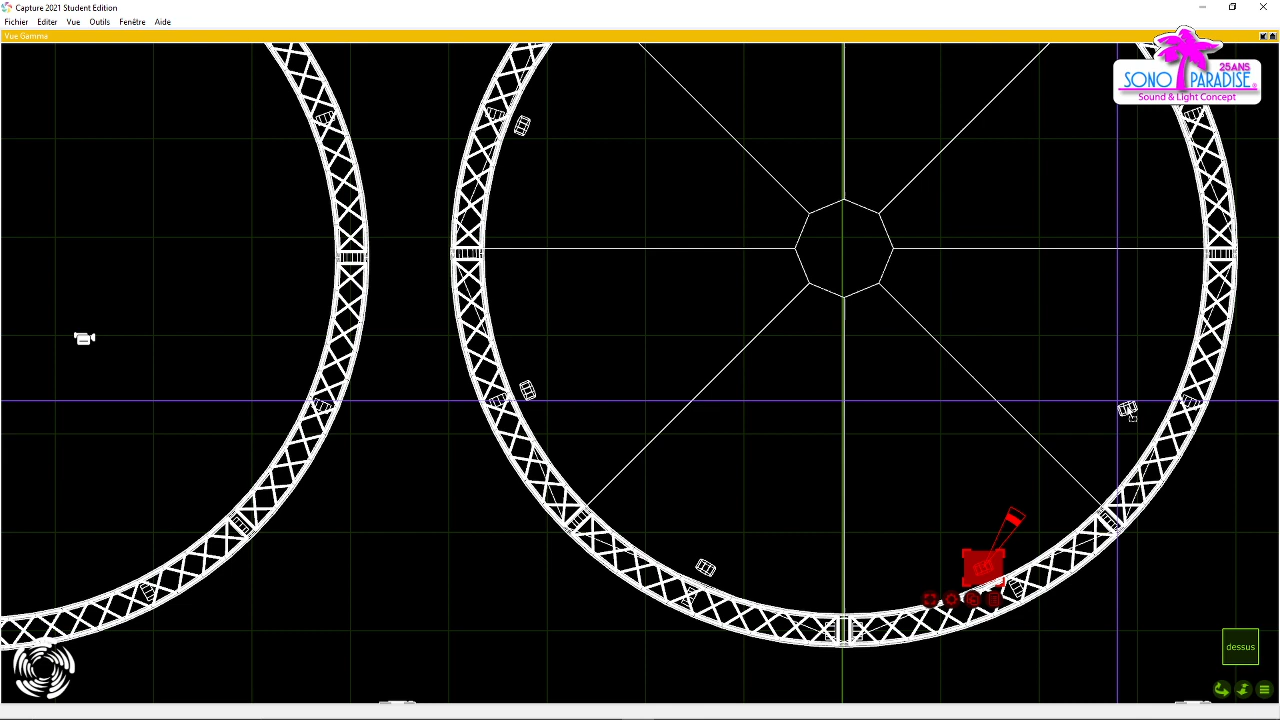 Capture 2021 Student Edition
Fichier Editer Vue Outils Fenêtre Aide
Vue Gamma
25ANS
SONO PARADISE
Sound & Light Concept
dessus